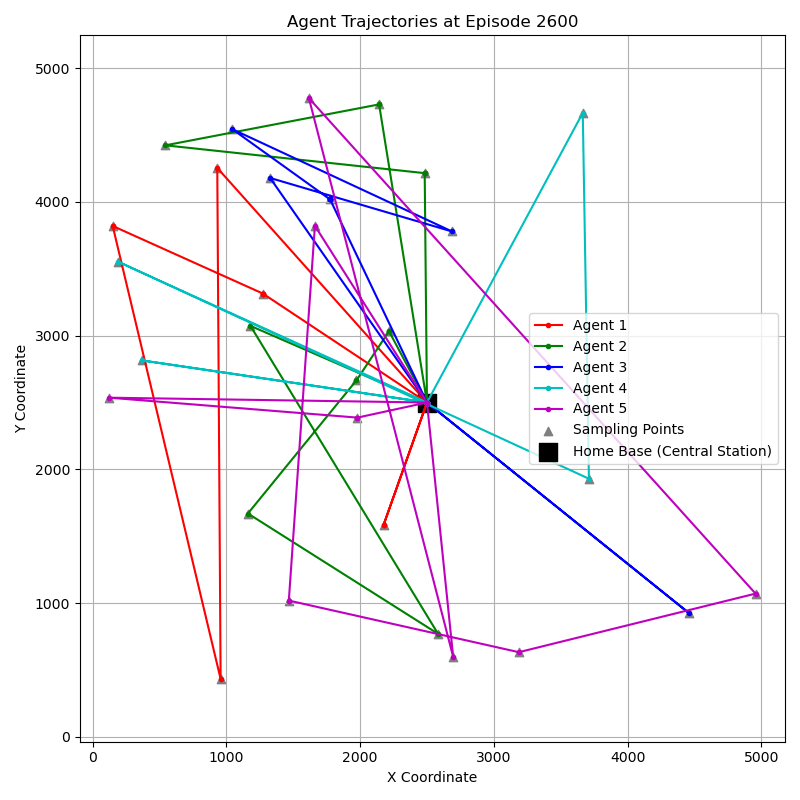 Agent Trajectories at Episode 2600
Y Coordinate
5000
4000
3000
2000
1000
0
Agent 1
Agent 2
Agent 3
Agent 4
Agent 5
Sampling Points
Home Base (Central Station)
0 1000 2000 3000 4000 5000
X Coordinate